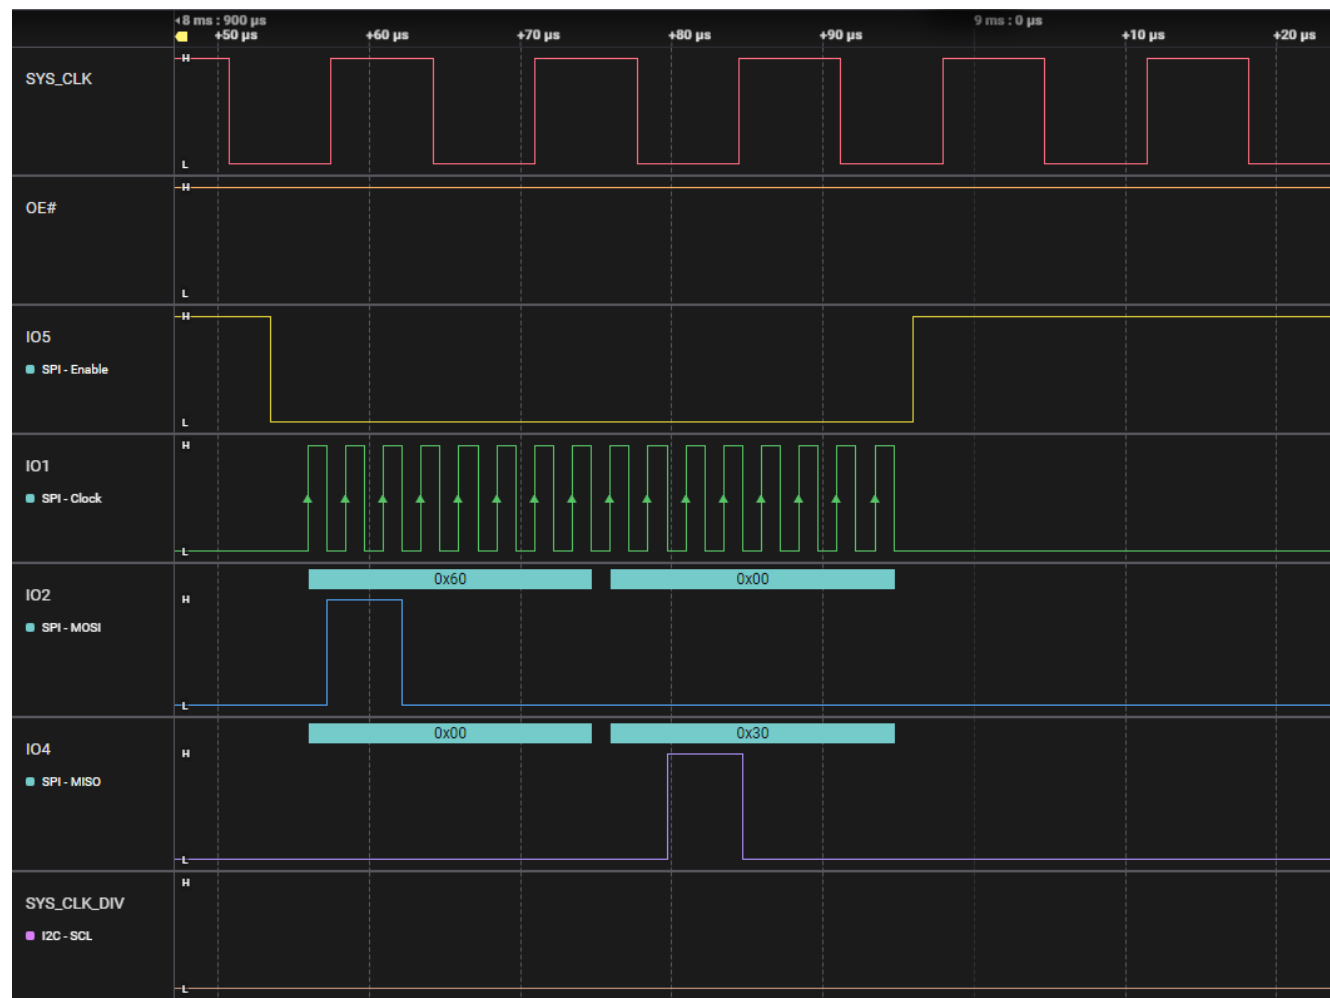 8 ms : 900 µs
9 ms : 0 µs
+50 µs
+60 µs
+70 µs
+80 µs
+90 µs
+10 µs
+20 µs
SYS_CLK
H
L
OE#
H
L
IO5
SPI - Enable
H
L
IO1
SPI - Clock
H
L
IO2
SPI - MOSI
H
L
0x60
0x00
IO4
SPI - MISO
H
L
0x00
0x30
SYS_CLK_DIV
I2C - SCL
H
L